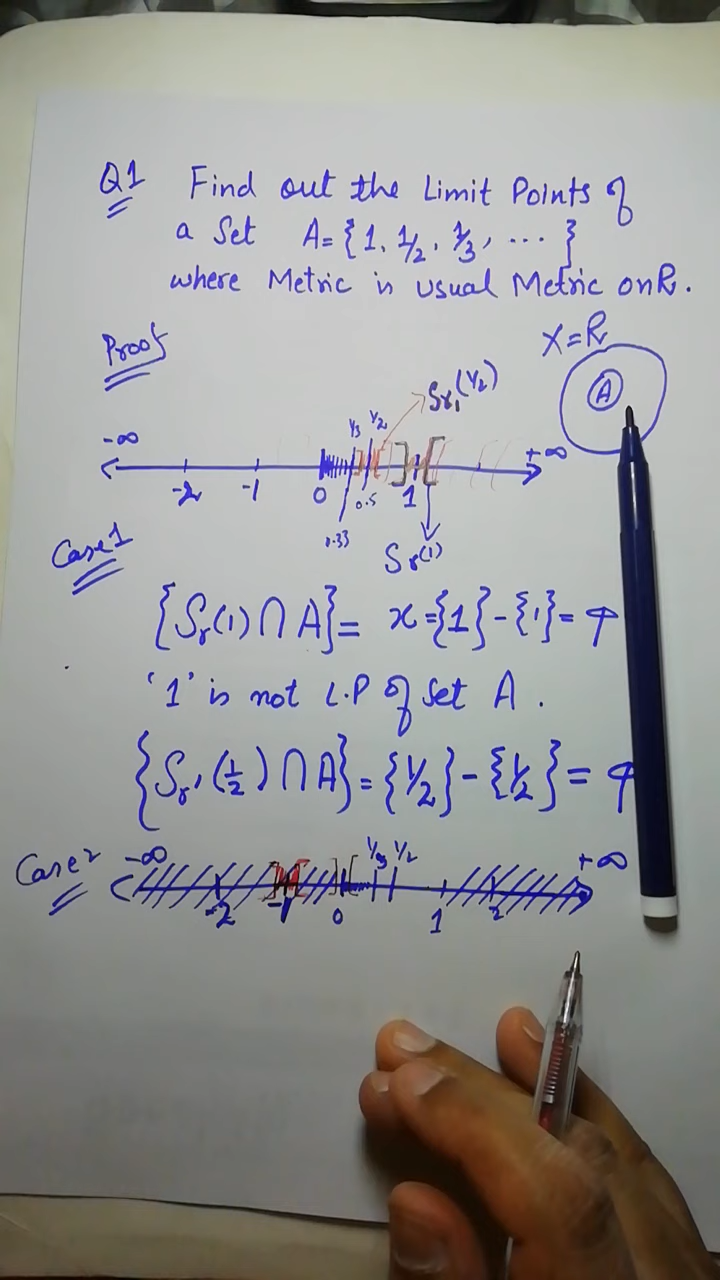 Q1 Find out the Limit Points of
a Set A = {1, 1/2, 1/3, ... }
where Metric is usual Metric on R.
Proof
X = R
A
Sr₁(1/2)
-∞ 1/3 1/2 +∞
-2 -1 0 0.5 1
0.33
Sr(1)
Case 1
{Sr(1) ∩ A} = x = {1} - {1} = φ
'1' is not L.P of Set A.
{Sr₁(1/2) ∩ A} = {1/2} - {1/2} = φ
Case 2
-∞ 1/3 1/2 +∞
-2 -1 0 1 2